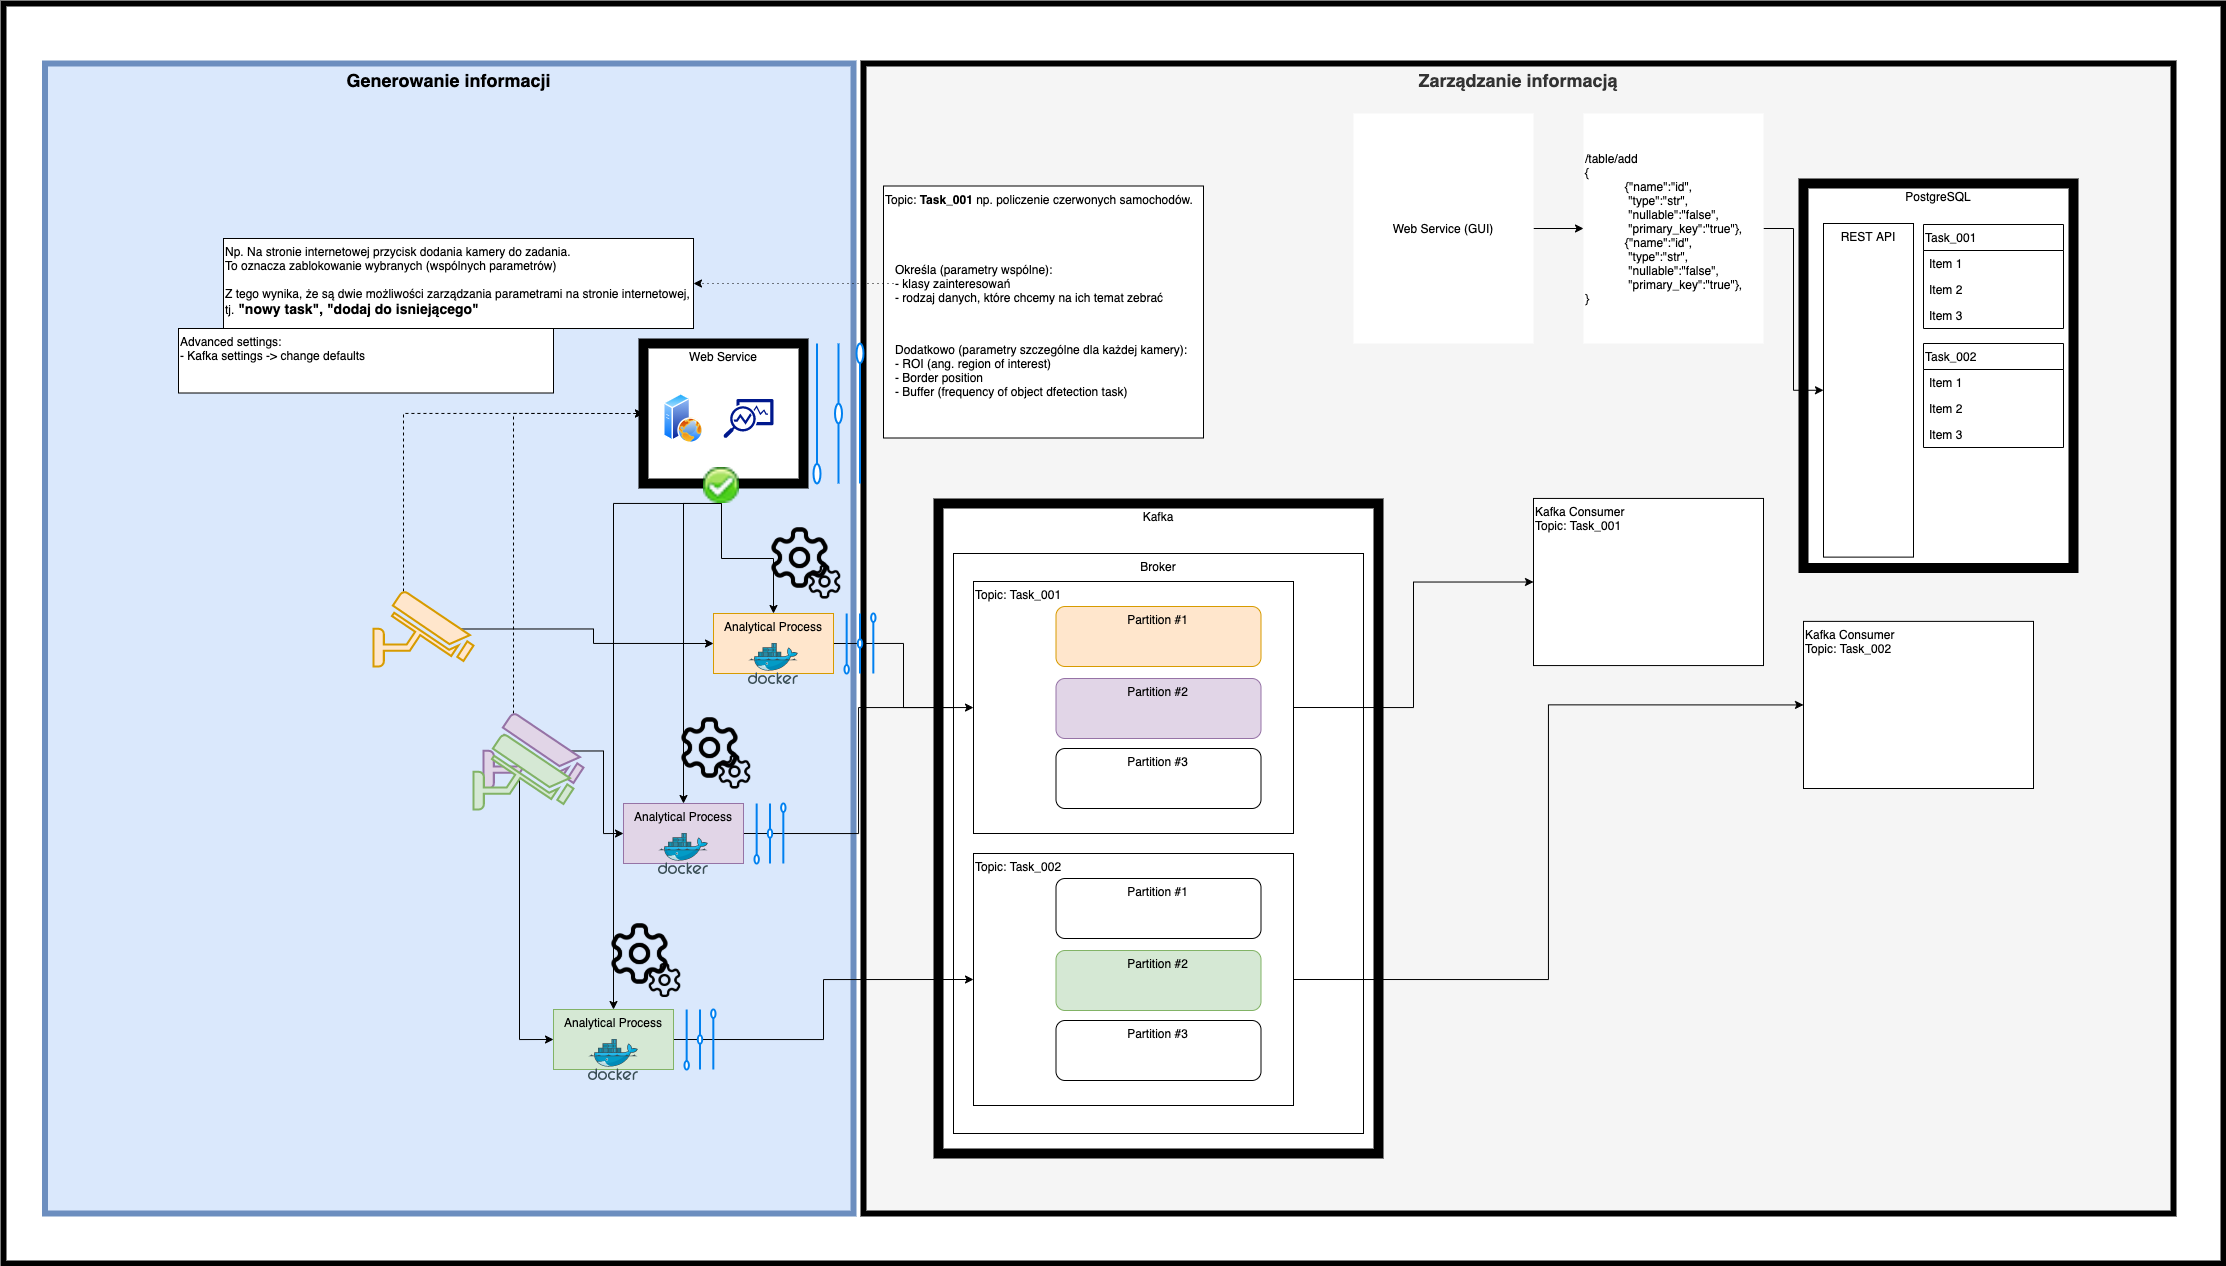 Generowanie informacji
Np. Na stronie internetowej przycisk dodania kamery do zadania.
To oznacza zablokowanie wybranych (wspólnych parametrów)
Z tego wynika, że są dwie możliwości zarządzania parametrami na stronie internetowej,
tj. "nowy task", "dodaj do isniejącego"
Advanced settings:
- Kafka settings -> change defaults
Web Service
Analytical Process
docker
Analytical Process
docker
Analytical Process
docker
Zarządzanie informacją
Topic: Task_001 np. policzenie czerwonych samochodów.
Określa (parametry wspólne):
- klasy zainteresowań
- rodzaj danych, które chcemy na ich temat zebrać
Dodatkowo (parametry szczególne dla każdej kamery):
- ROI (ang. region of interest)
- Border position
- Buffer (frequency of object dfetection task)
Web Service (GUI)
/table/add
{
{"name":"id",
"type":"str",
"nullable":"false",
"primary_key":"true"},
{"name":"id",
"type":"str",
"nullable":"false",
"primary_key":"true"},
}
PostgreSQL
REST API
Task_001
Item 1
Item 2
Item 3
Task_002
Item 1
Item 2
Item 3
Kafka
Broker
Topic: Task_001
Partition #1
Partition #2
Partition #3
Topic: Task_002
Partition #1
Partition #2
Partition #3
Kafka Consumer
Topic: Task_001
Kafka Consumer
Topic: Task_002